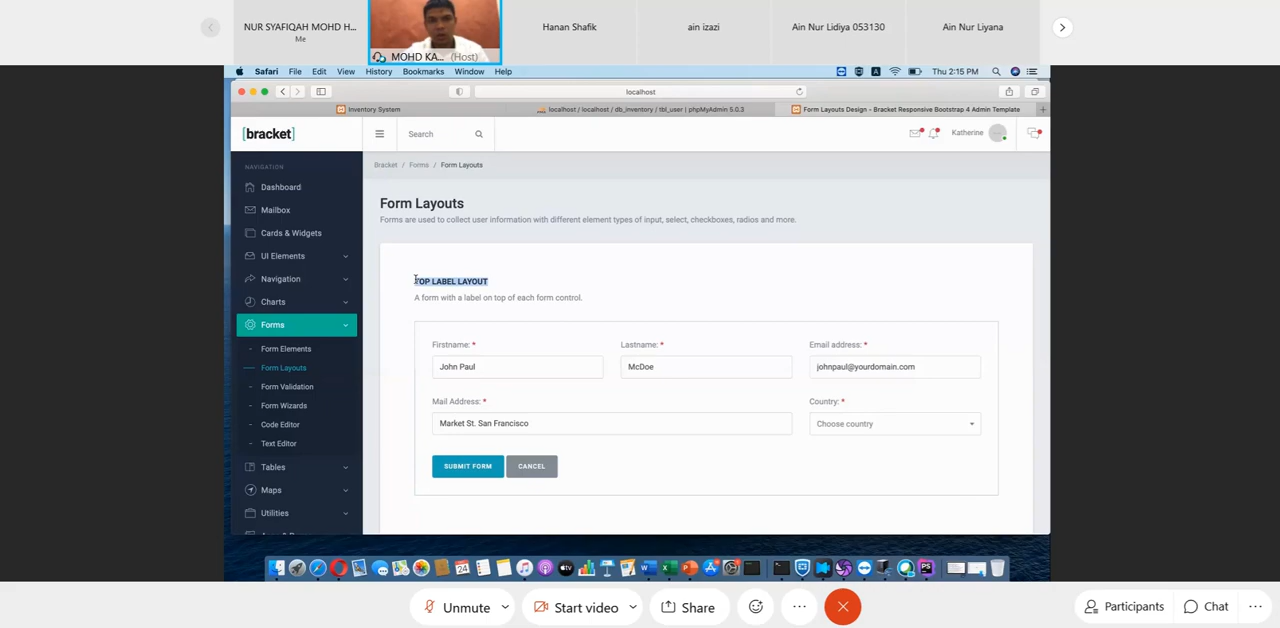 NUR SYAFIQAH MOHD H...
Me
MOHD KA... (Host)
Hanan Shafik
ain izazi
Ain Nur Lidiya 053130
Ain Nur Liyana
Safari File Edit View History Bookmarks Window Help
A
Thu 2:15 PM
localhost
Inventory System
localhost / localhost / db_inventory / tbl_user | phpMyAdmin 5.0.3
Form Layouts Design - Bracket Responsive Bootstrap 4 Admin Template
[bracket]
Search
Katherine
NAVIGATION
Dashboard
Mailbox
Cards & Widgets
UI Elements
Navigation
Charts
Forms
Form Elements
Form Layouts
Form Validation
Form Wizards
Code Editor
Text Editor
Tables
Maps
Utilities
Bracket / Forms / Form Layouts
Form Layouts
Forms are used to collect user information with different element types of input, select, checkboxes, radios and more.
TOP LABEL LAYOUT
A form with a label on top of each form control.
Firstname: *
Lastname: *
Email address: *
John Paul
McDoe
johnpaul@yourdomain.com
Mail Address: *
Country: *
Market St. San Francisco
Choose country
SUBMIT FORM
CANCEL
24
PS
Unmute
Start video
Share
Participants
Chat